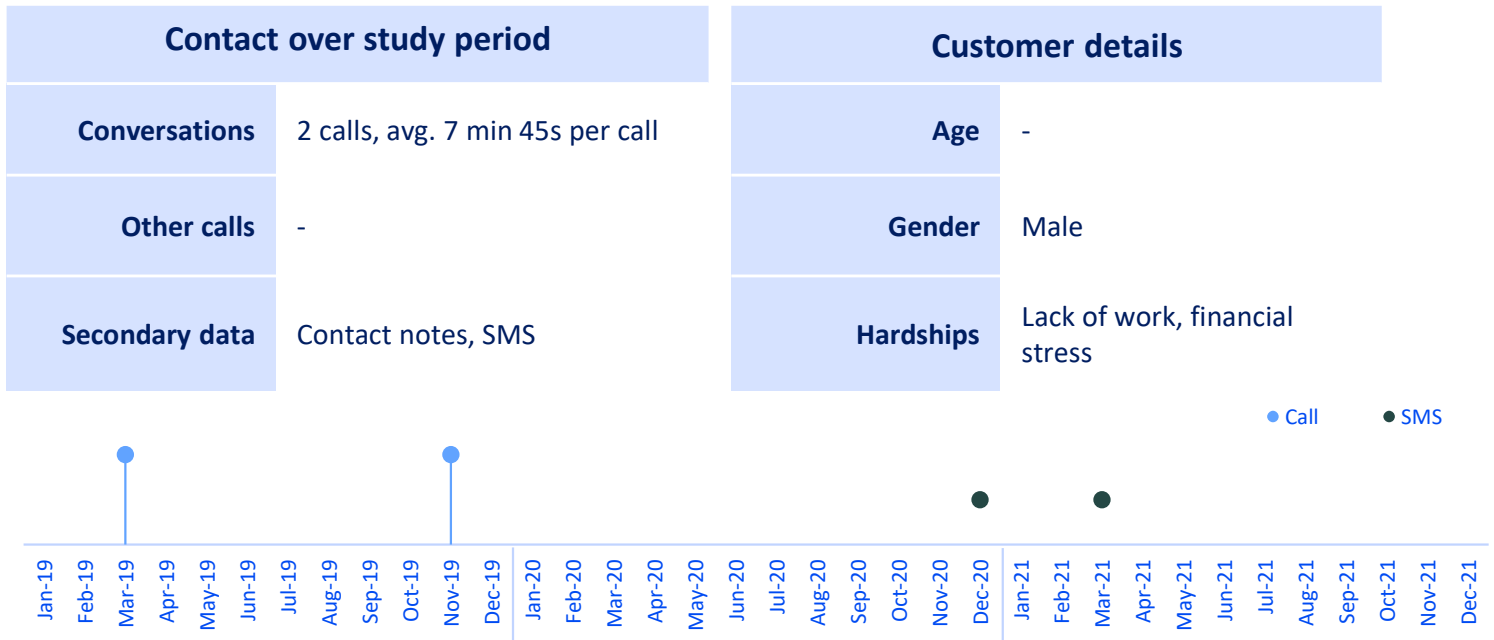 Contact over study period
Conversations
2 calls, avg. 7 min 45s per call
Other calls
-
Secondary data
Contact notes, SMS
Customer details
Age
-
Gender
Male
Hardships
Lack of work, financial
stress
Call
SMS
Jan-19
Feb-19
Mar-19
Apr-19
May-19
Jun-19
Jul-19
Aug-19
Sep-19
Oct-19
Nov-19
Dec-19
Jan-20
Feb-20
Mar-20
Apr-20
May-20
Jun-20
Jul-20
Aug-20
Sep-20
Oct-20
Nov-20
Dec-20
Jan-21
Feb-21
Mar-21
Apr-21
May-21
Jun-21
Jul-21
Aug-21
Sep-21
Oct-21
Nov-21
Dec-21